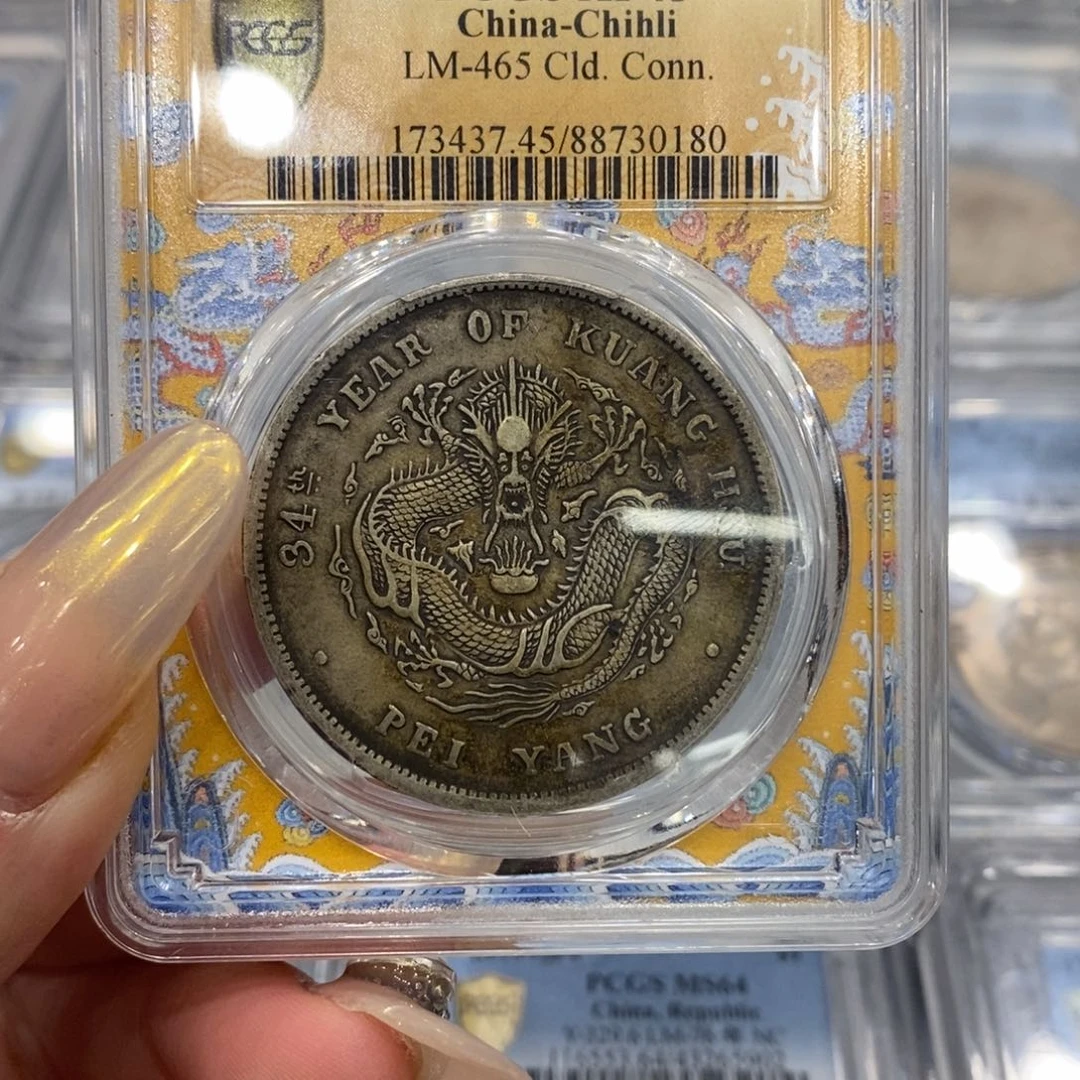 PCGS
China-Chihli
LM-465 Cld. Conn.
173437.45/88730180
34th YEAR OF KUANG HSU
PEI YANG
PCGS MS64
China, Republic